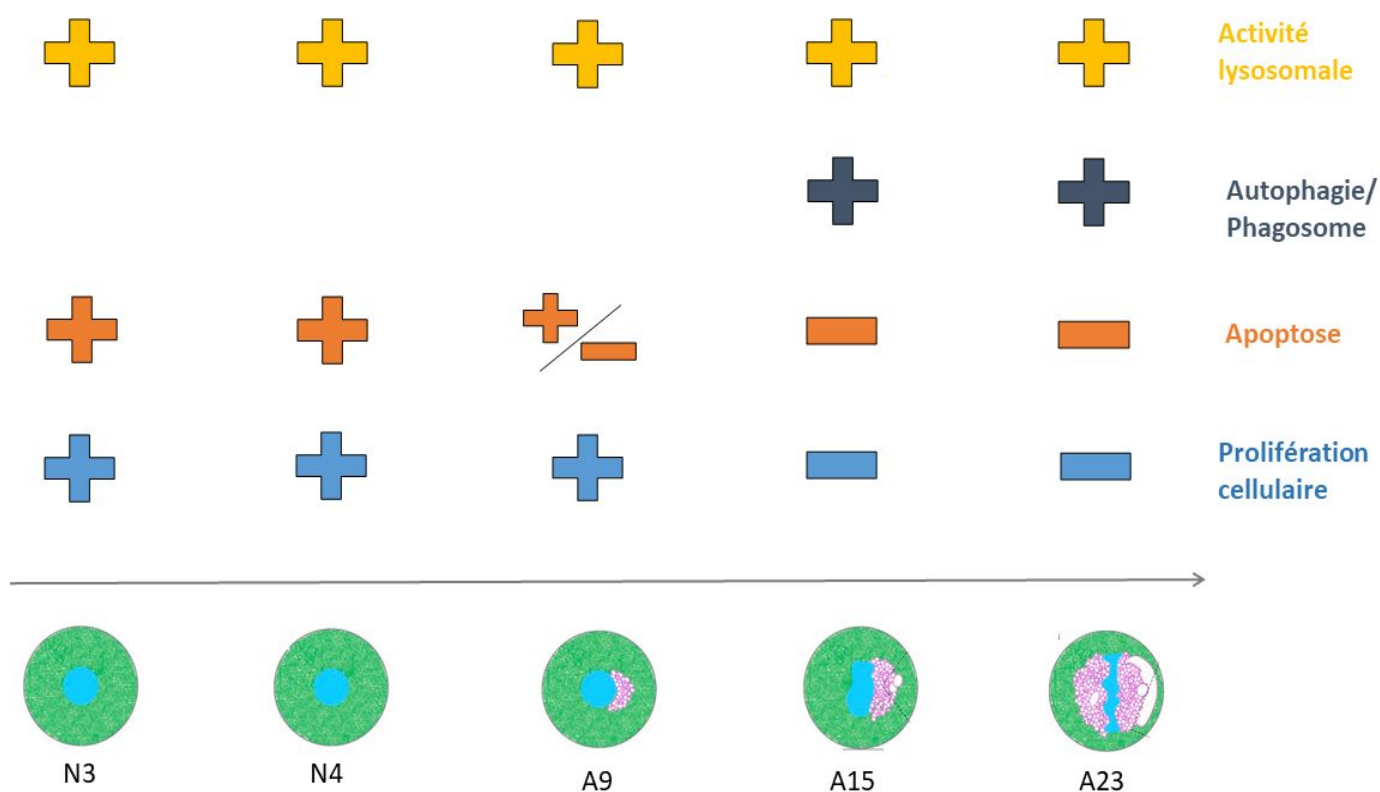 Activité
lysosomale
Autophagie/
Phagosome
Apoptose
Prolifération
cellulaire
N3
N4
A9
A15
A23